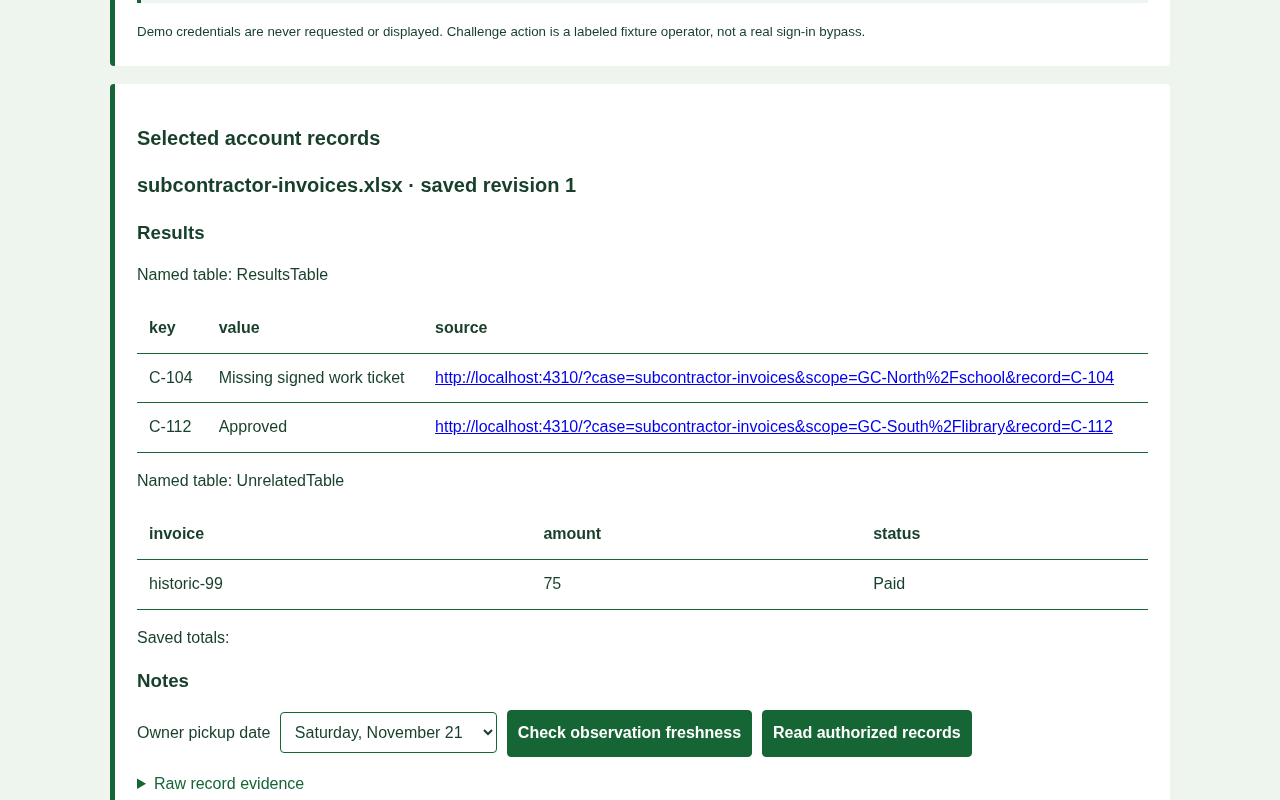 Demo credentials are never requested or displayed. Challenge action is a labeled fixture operator, not a real sign-in bypass.
Selected account records
subcontractor-invoices.xlsx · saved revision 1
Results
Named table: ResultsTable
key value source
C-104 Missing signed work ticket http://localhost:4310/?case=subcontractor-invoices&scope=GC-North%2Fschool&record=C-104
C-112 Approved http://localhost:4310/?case=subcontractor-invoices&scope=GC-South%2Flibrary&record=C-112
Named table: UnrelatedTable
invoice amount status
historic-99 75 Paid
Saved totals:
Notes
Owner pickup date Saturday, November 21 Check observation freshness Read authorized records
Raw record evidence